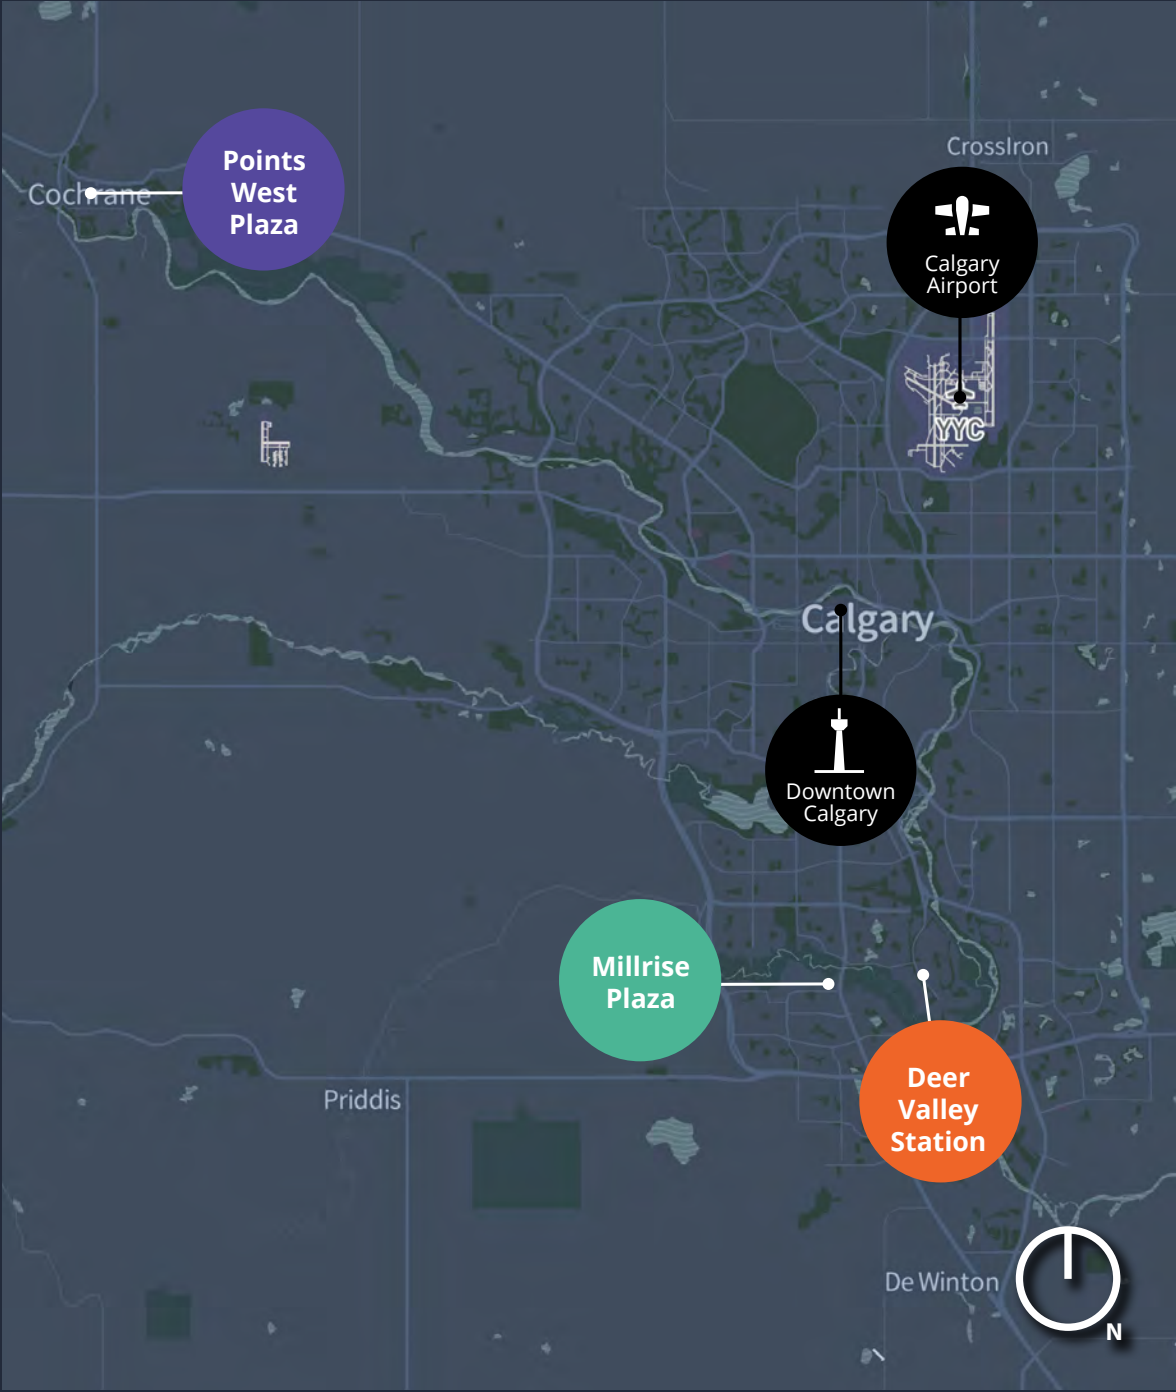 CrossIron
Points
West
Plaza
Cochrane
Calgary
Airport
YYC
Calgary
Downtown
Calgary
Millrise
Plaza
Deer
Valley
Station
Priddis
De Winton
N